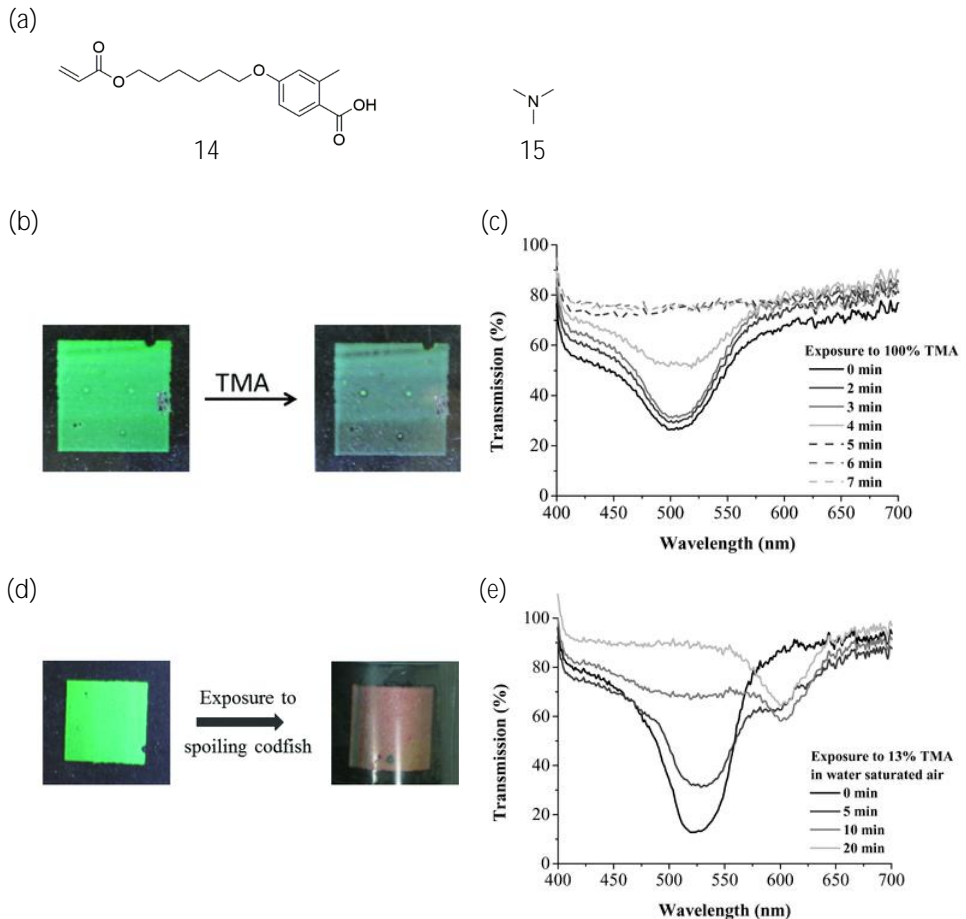 (a)
O
O
O
OH
O
14
N
15
(b)
TMA
(c)
100
80
60
40
20
0
400
450
500
550
600
650
700
Transmission (%)
Wavelength (nm)
Exposure to 100% TMA
0 min
2 min
3 min
4 min
5 min
6 min
7 min
(d)
Exposure to
spoiling codfish
(e)
100
80
60
40
20
0
400
450
500
550
600
650
700
Transmission (%)
Wavelength (nm)
Exposure to 13% TMA
in water saturated air
0 min
5 min
10 min
20 min